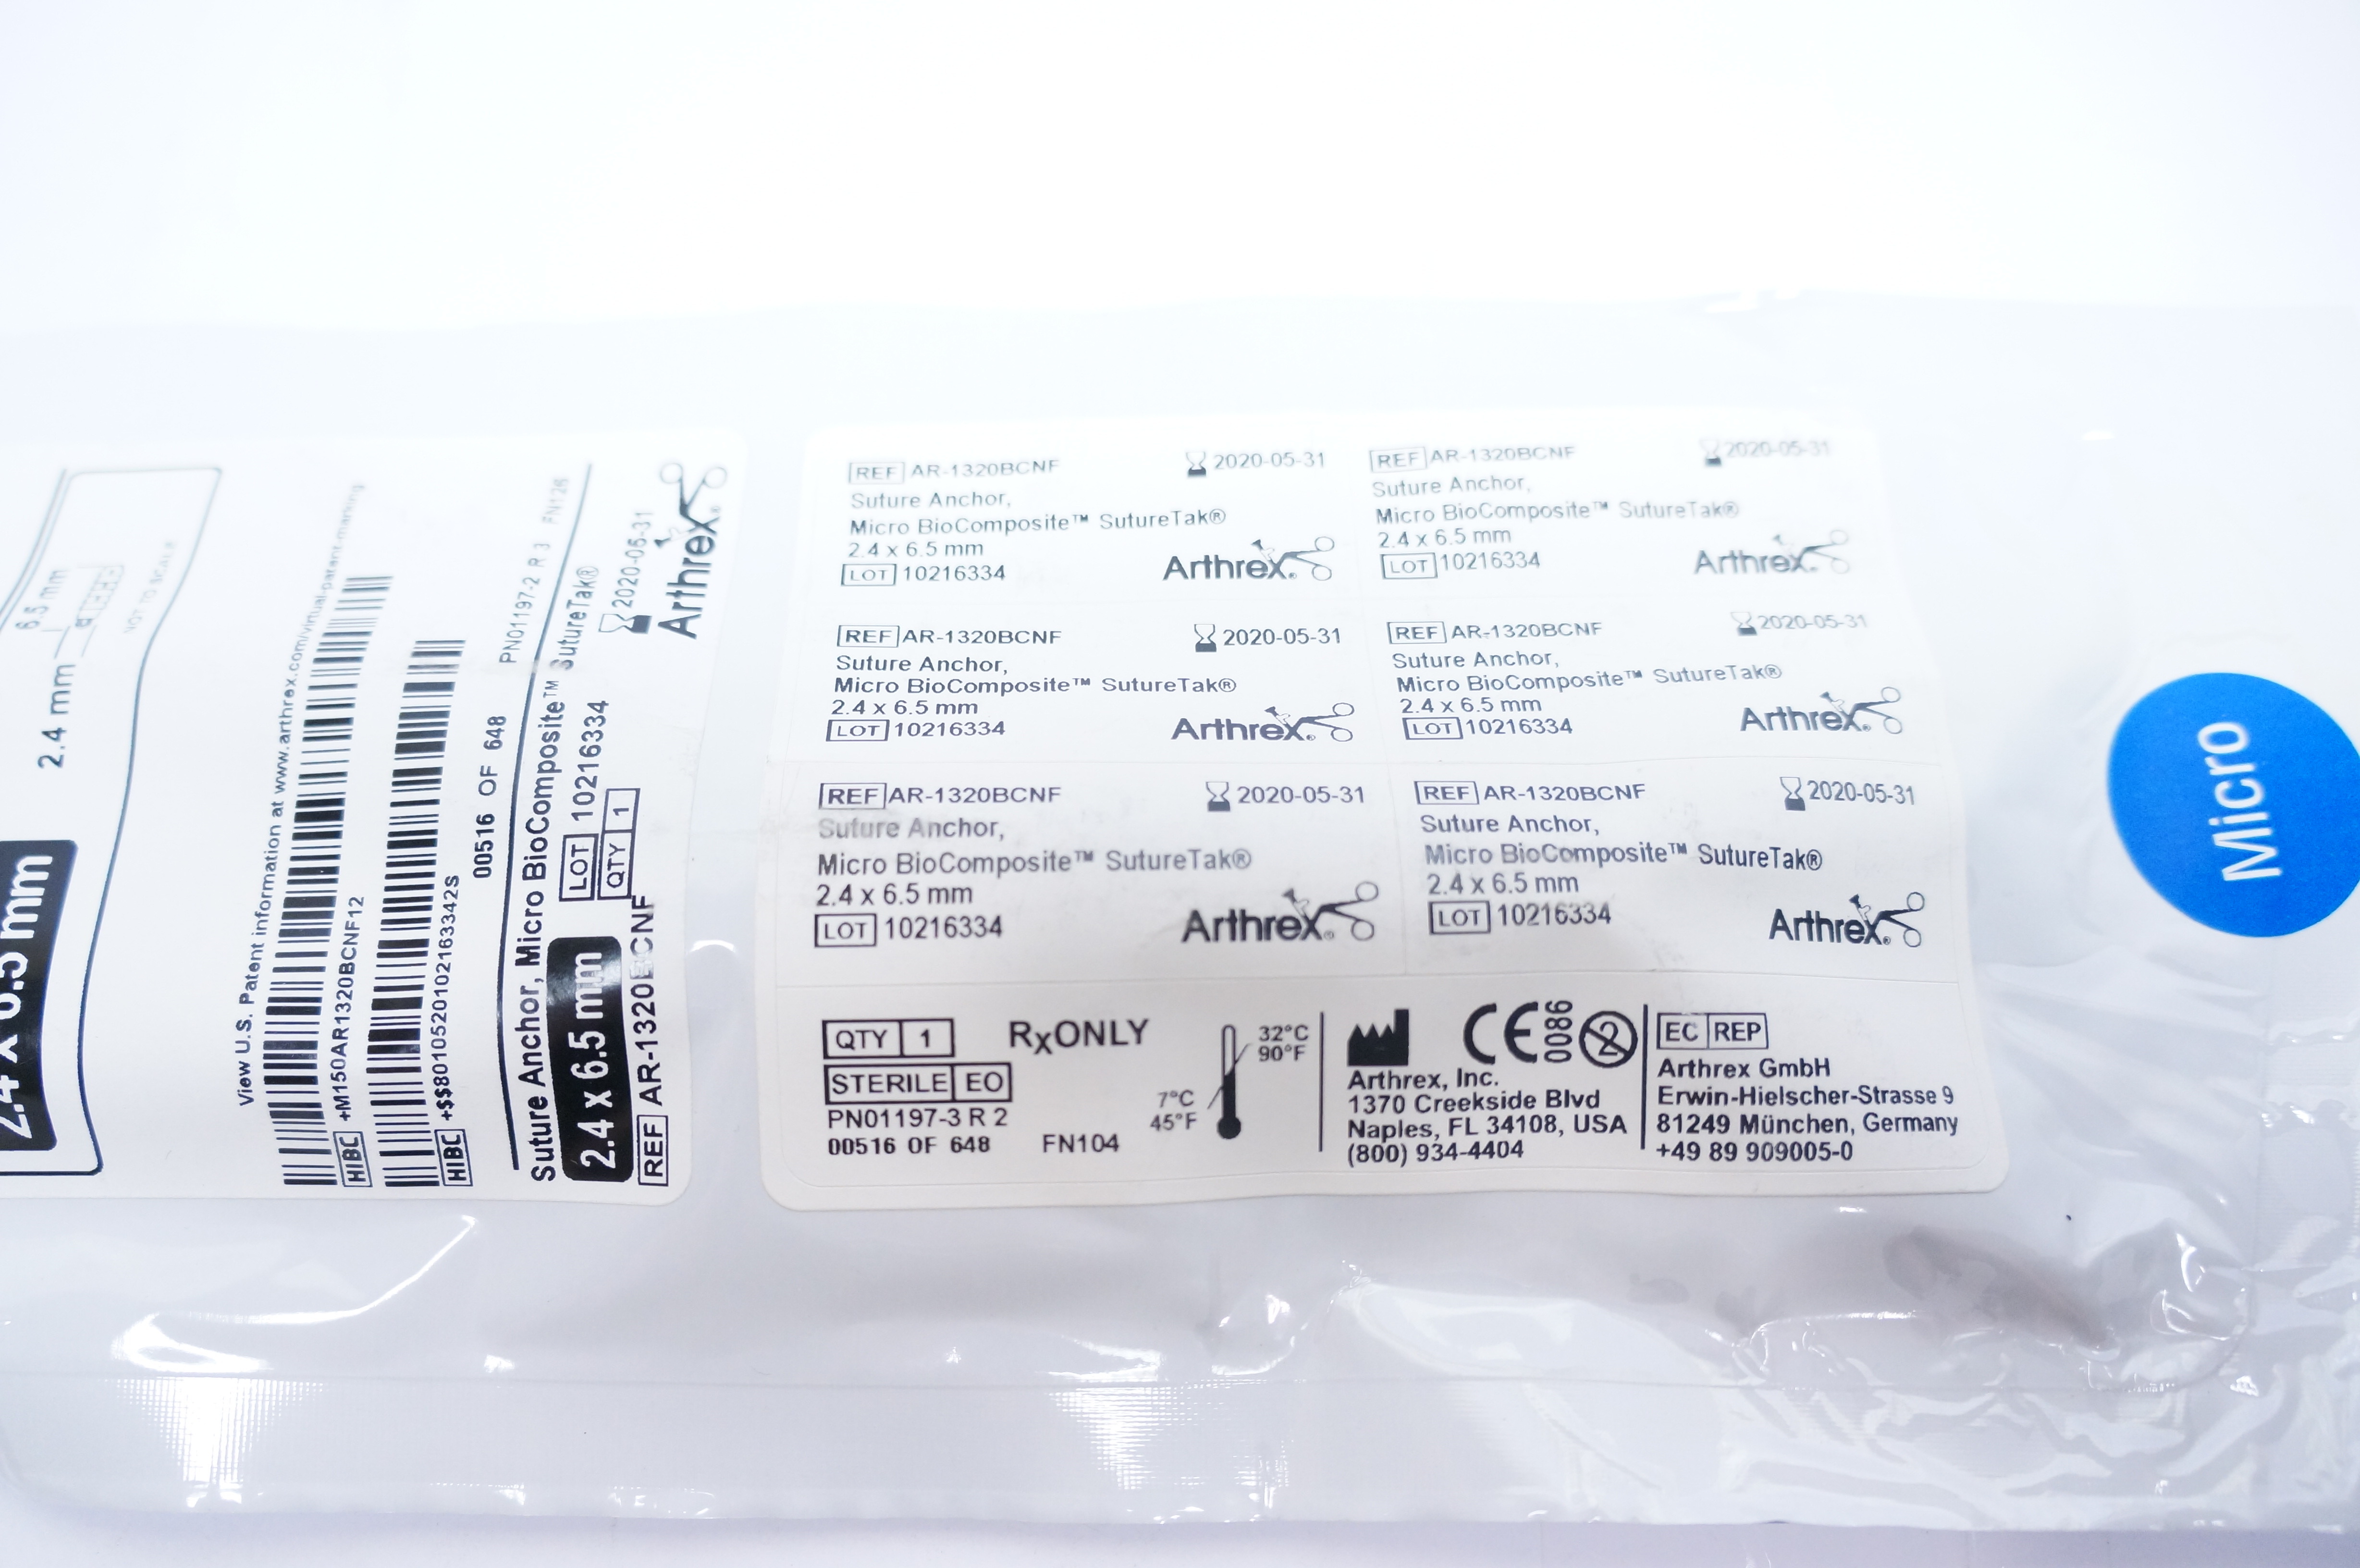 2.4 x 6.5 mm
2.4 mm
6.5 mm
NOT TO SCALE
View U.S. Patent information at www.arthrex.com/virtual-patent-marking
HIBC +M150AR1320BCNF12
HIBC +$$8010520102163342S
00516 OF 648
PN01197-2 R 3 FN126
Suture Anchor, Micro BioComposite™ SutureTak®
2.4 x 6.5 mm
LOT 10216334
QTY 1
2020-05-31
REF AR-1320BCNF
Arthrex®
REF AR-1320BCNF 2020-05-31
Suture Anchor,
Micro BioComposite™ SutureTak®
2.4 x 6.5 mm
LOT 10216334 Arthrex®
REF AR-1320BCNF 2020-05-31
Suture Anchor,
Micro BioComposite™ SutureTak®
2.4 x 6.5 mm
LOT 10216334 Arthrex®
REF AR-1320BCNF 2020-05-31
Suture Anchor,
Micro BioComposite™ SutureTak®
2.4 x 6.5 mm
LOT 10216334 Arthrex®
REF AR-1320BCNF 2020-05-31
Suture Anchor,
Micro BioComposite™ SutureTak®
2.4 x 6.5 mm
LOT 10216334 Arthrex®
REF AR-1320BCNF 2020-05-31
Suture Anchor,
Micro BioComposite™ SutureTak®
2.4 x 6.5 mm
LOT 10216334 Arthrex®
REF AR-1320BCNF 2020-05-31
Suture Anchor,
Micro BioComposite™ SutureTak®
2.4 x 6.5 mm
LOT 10216334 Arthrex®
QTY 1
STERILE EO
PN01197-3 R 2
00516 OF 648
RxONLY
FN104
32°C
90°F
7°C
45°F
CE 0086
2
Arthrex, Inc.
1370 Creekside Blvd
Naples, FL 34108, USA
(800) 934-4404
EC REP
Arthrex GmbH
Erwin-Hielscher-Strasse 9
81249 München, Germany
+49 89 909005-0
Micro